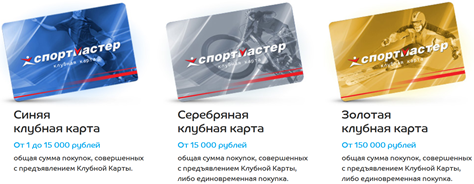 спортмастер
клубная карта
спортмастер
клубная карта
спортмастер
клубная карта
Синяя
клубная карта
От 1 до 15 000 рублей
общая сумма покупок, совершенных
с предъявлением Клубной Карты.
Серебряная
клубная карта
От 15 000 рублей
общая сумма покупок, совершенных
с предъявлением Клубной Карты,
либо единовременная покупка.
Золотая
клубная карта
От 150 000 рублей
общая сумма покупок, совершенных
с предъявлением Клубной Карты,
либо единовременная покупка.